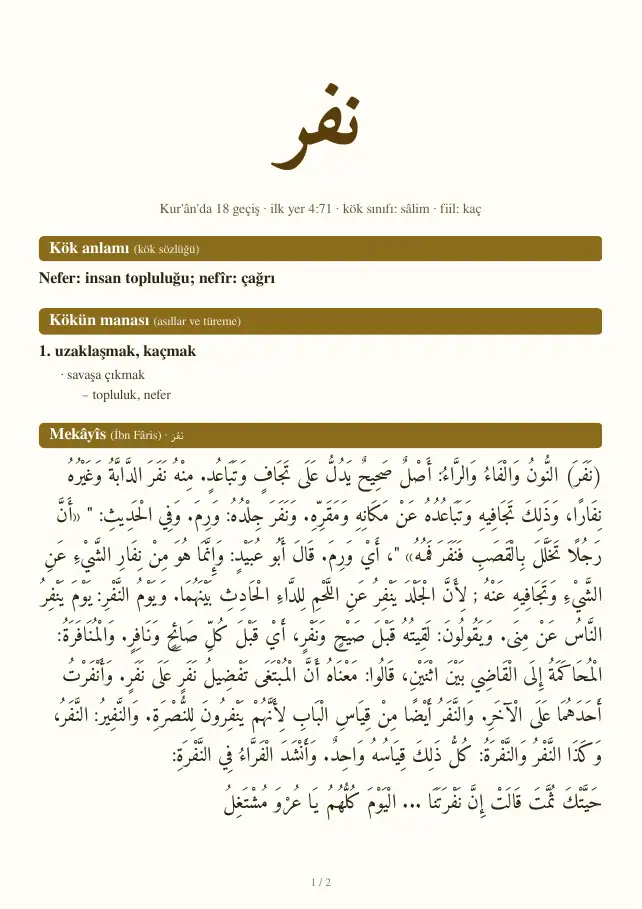 نفر
Kur'ân'da 18 geçiş · ilk yer 4:71 · kök sınıfı: sâlim · fiil: kaç
Kök anlamı (kök sözlüğü)
Nefer: insan topluluğu; nefîr: çağrı
Kökün manası (asıllar ve türeme)
1. uzaklaşmak, kaçmak
· savaşa çıkmak
– topluluk, nefer
Mekâyîs (İbn Fâris) · نفر
(نَفَرَ) النُّونُ وَالْفَاءُ وَالرَّاءُ: أَصْلٌ صَحِيحٌ يَدُلُّ عَلَى تَجَافٍ وَتَبَاعُدٍ. مِنْهُ نَفَرَ الدَّابَّةُ وَغَيْرُهُ
نِفَارًا، وَذَلِكَ تَجَافِيهِ وَتَبَاعُدُهُ عَنْ مَكَانِهِ وَمَقَرِّهِ. وَنَفَرَ جِلْدُهُ: وَرِمَ. وَفِي الْحَدِيثِ: " «أَنَّ
رَجُلًا تَخَلَّلَ بِالْقَصَبِ فَنَفَرَ فَمُهُ» "، أَيْ وَرِمَ. قَالَ أَبُو عُبَيْدٍ: وَإِنَّمَا هُوَ مِنْ نِفَارِ الشَّيْءِ عَنِ
الشَّيْءِ وَتَجَافِيهِ عَنْهُ ; لِأَنَّ الْجَلْدَ يَنْفِرُ عَنِ اللَّحْمِ لِلدَّاءِ الْحَادِثِ بَيْنَهُمَا. وَيَوْمُ النَّفْرِ: يَوْمَ يَنْفِرُ
النَّاسُ عَنْ مِنًى. وَيَقُولُونَ: لَقِيتُهُ قَبْلَ صَيْحٍ وَنَفْرٍ، أَيْ قَبْلَ كُلِّ صَائِحٍ وَنَافِرٍ. وَالْمُنَافَرَةُ:
الْمُحَاكَمَةُ إِلَى الْقَاضِي بَيْنَ اثْنَيْنِ، قَالُوا: مَعْنَاهُ أَنَّ الْمُبْتَغَى تَفْضِيلُ نَفَرٍ عَلَى نَفَرٍ. وَأَنْفَرْتُ
أَحَدَهُمَا عَلَى الْآخَرِ. وَالنَّفَرُ أَيْضًا مِنْ قِيَاسِ الْبَابِ لِأَنَّهُمْ يَنْفِرُونَ لِلنُّصْرَةِ. وَالنَّفِيرُ: النَّفَرُ،
وَكَذَا النَّفْرُ وَالنَّفْرَةُ: كُلُّ ذَلِكَ قِيَاسُهُ وَاحِدٌ. وَأَنْشَدَ الْفَرَّاءُ فِي النَّفْرَةِ:
حَيَّتْكَ ثُمَّتَ قَالَتْ إِنَّ نَفْرَتَنَا ... الْيَوْمَ كُلُّهُمُ يَا عُرْوَ مُشْتَغِلُ
1 / 2